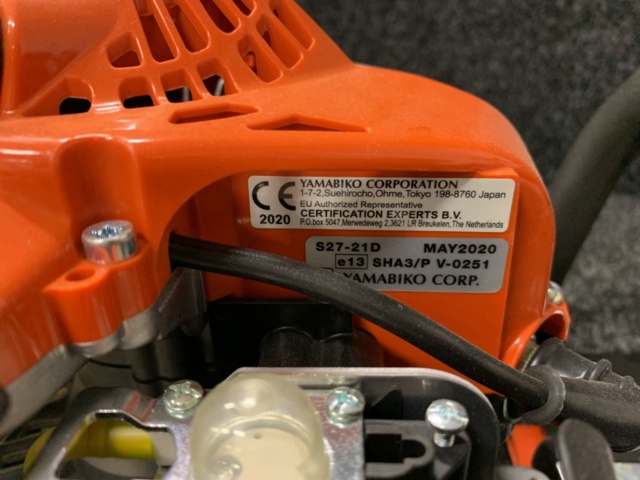 CE
2020
YAMABIKO CORPORATION
1-7-2,Suehirocho,Ohme,Tokyo 198-8760 Japan
EU Authorized Representative
CERTIFICATION EXPERTS B.V.
P.O.box 5047,Merwedeweg 2,3621 LR Breukelen,The Netherlands
S27-21D MAY2020
e13 SHA3/P V-0251
YAMABIKO CORP.